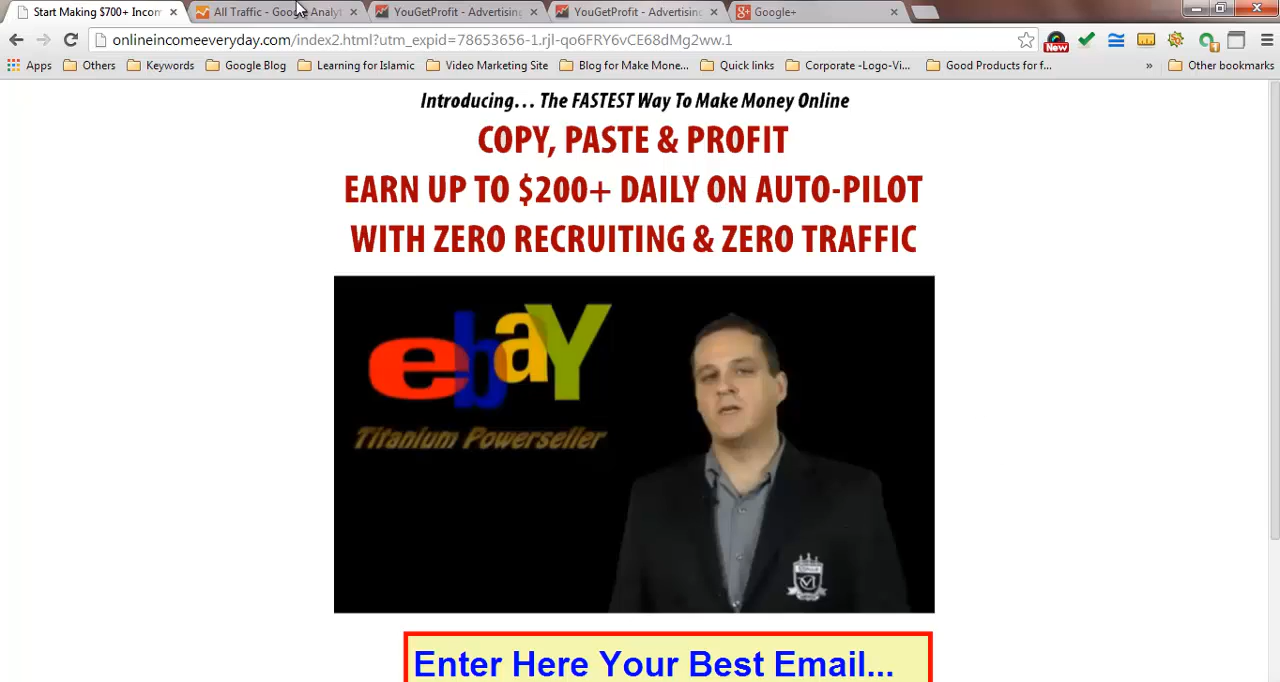 Start Making $700+ Incom
All Traffic - Google Analyt
YouGetProfit - Advertising
YouGetProfit - Advertising
Google+
onlineincomeeveryday.com/index2.html?utm_expid=78653656-1.rjl-qo6FRY6vCE68dMg2ww.1
New
Apps
Others
Keywords
Google Blog
Learning for Islamic
Video Marketing Site
Blog for Make Mone...
Quick links
Corporate -Logo-Vi...
Good Products for f...
»
Other bookmarks
Introducing... The FASTEST Way To Make Money Online
COPY, PASTE & PROFIT
EARN UP TO $200+ DAILY ON AUTO-PILOT
WITH ZERO RECRUITING & ZERO TRAFFIC
ebaY
Titanium Powerseller
Enter Here Your Best Email...